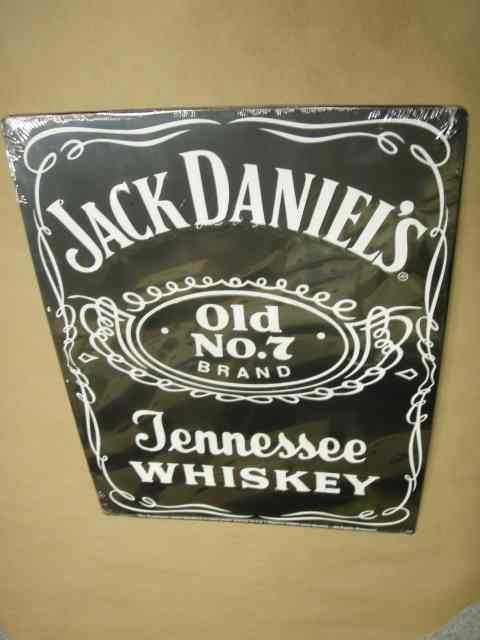 JACK DANIEL'S®
Old
No.7
BRAND
Tennessee
WHISKEY